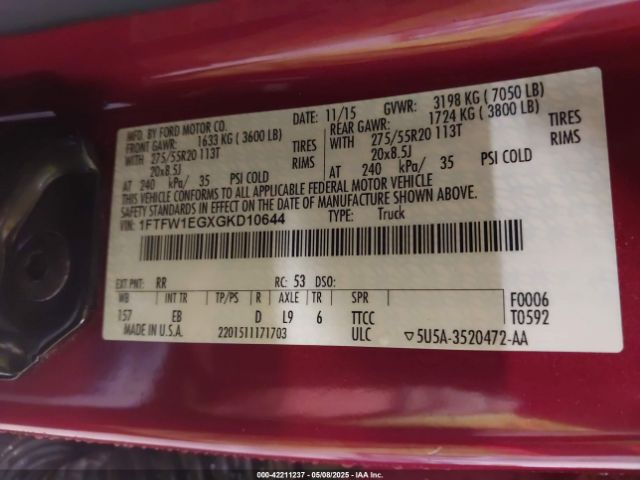 MFD. BY FORD MOTOR CO. DATE: 11/15 GVWR: 3198 KG ( 7050 LB)
FRONT GAWR: 1633 KG ( 3600 LB) REAR GAWR: 1724 KG ( 3800 LB)
WITH 275/55R20 113T TIRES WITH 275/55R20 113T TIRES
20x8.5J RIMS 20x8.5J RIMS
AT 240 kPa/ 35 PSI COLD AT 240 kPa/ 35 PSI COLD
THIS VEHICLE CONFORMS TO ALL APPLICABLE FEDERAL MOTOR VEHICLE
SAFETY STANDARDS IN EFFECT ON THE DATE OF MANUFACTURE SHOWN ABOVE.
VIN: 1FTFW1EGXGKD10644 TYPE: Truck
EXT PNT: RR RC: 53 DSO:
WB INT TR TP/PS R AXLE TR SPR F0006
157 EB D L9 6 TTCC T0592
MADE IN U.S.A. 2201511171703 ULC ▽5U5A-3520472-AA
000-42211237 - 05/08/2025 - IAA Inc.